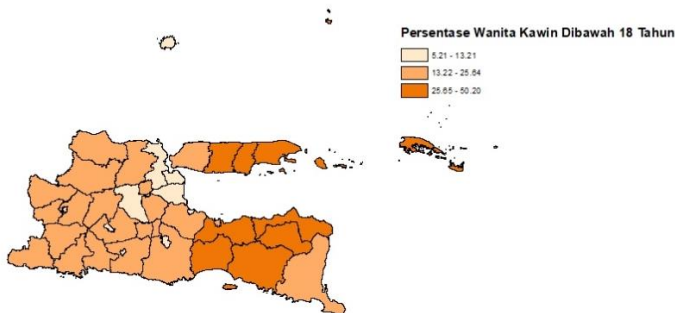 Persentase Wanita Kawin Dibawah 18 Tahun
5.21 - 13.21
13.22 - 25.64
25.65 - 50.20